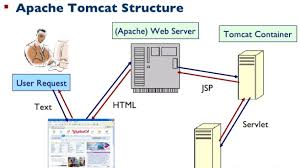 Apache Tomcat Structure
(Apache) Web Server
Tomcat Container
User Request
JSP
Text
HTML
Servlet